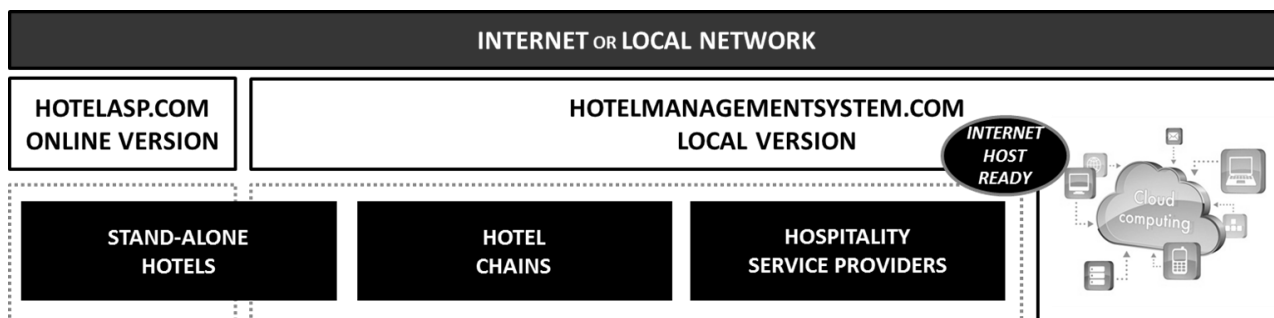 INTERNET OR LOCAL NETWORK
HOTELASP.COM
ONLINE VERSION
HOTELMANAGEMENTSYSTEM.COM
LOCAL VERSION
INTERNET
HOST
READY
Cloud
computing
STAND-ALONE
HOTELS
HOTEL
CHAINS
HOSPITALITY
SERVICE PROVIDERS